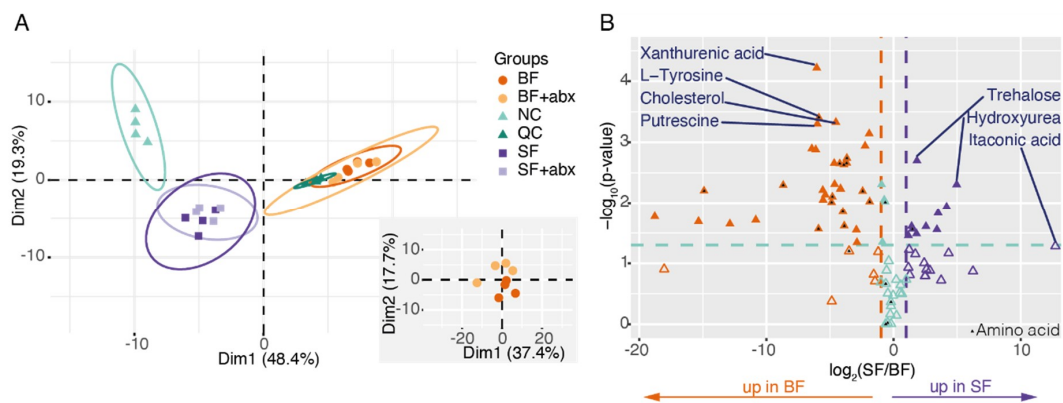 A
Dim2 (19.3%)
10
0
-10
-10
0
Dim1 (48.4%)
Groups
BF
BF+abx
NC
QC
SF
SF+abx
Dim2 (17.7%)
10
0
-10
-20
0
20
Dim1 (37.4%)
B
-log10(p-value)
4
3
2
1
0
Xanthurenic acid
L-Tyrosine
Cholesterol
Putrescine
Trehalose
Hydroxyurea
Itaconic acid
Amino acid
-20
-10
0
10
log2(SF/BF)
up in BF
up in SF